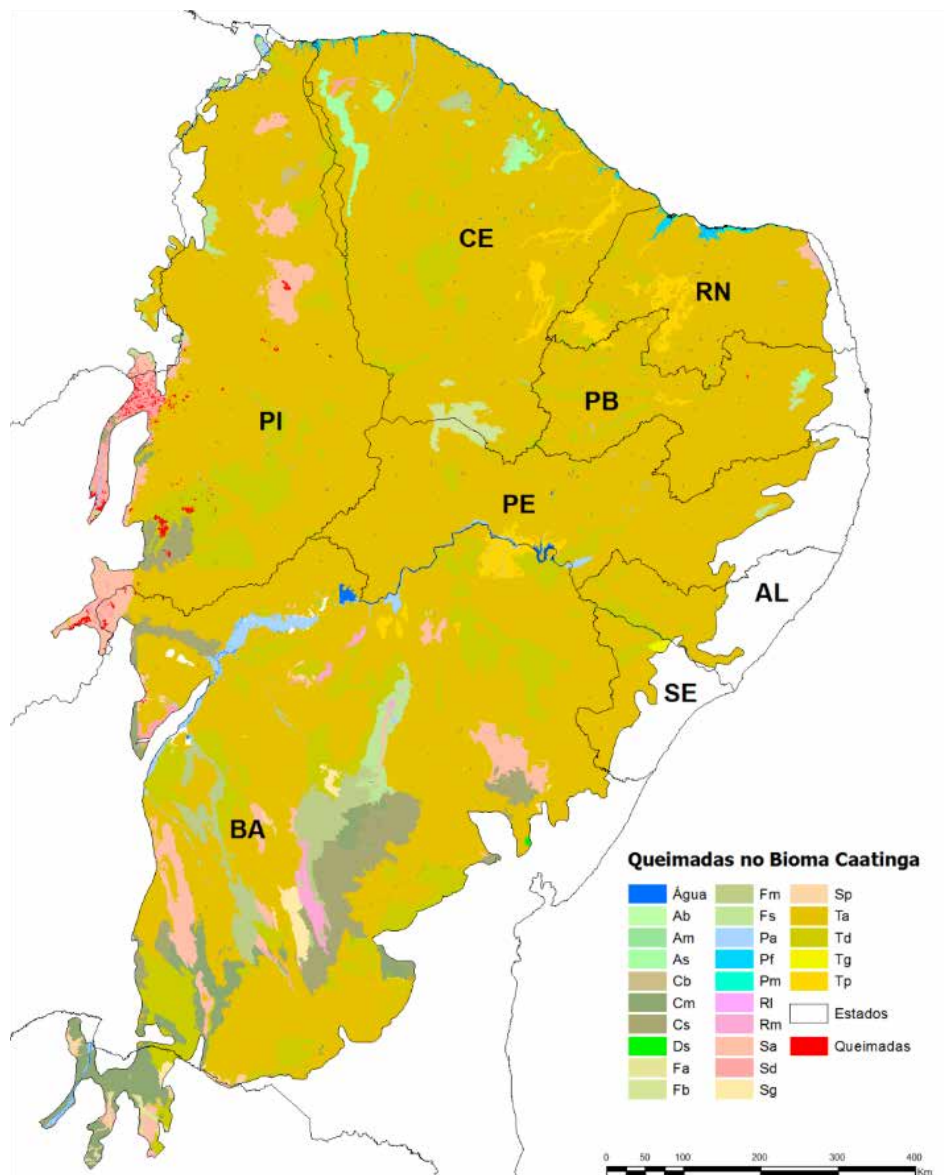 CE
RN
PI
PB
PE
AL
SE
BA
Queimadas no Bioma Caatinga
Água
Fm
Sp
Ab
Fs
Ta
Am
Pa
Td
As
Pf
Tg
Cb
Pm
Tp
Cm
Rl
Estados
Cs
Rm
Ds
Sa
Queimadas
Fa
Sd
Fb
Sg
0 50 100 200 300 400
Km